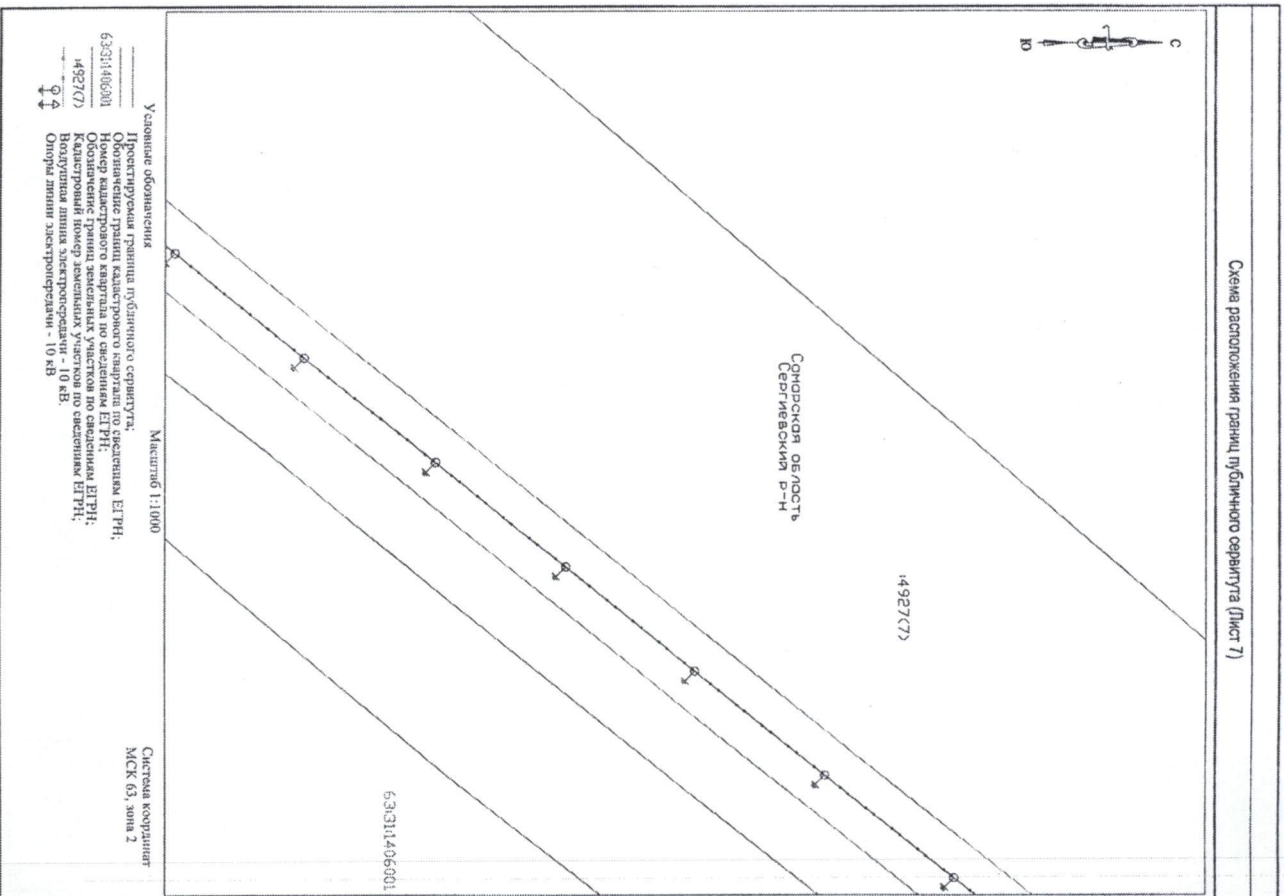 Схема расположения границ публичного сервитута (Лист 7)
С
Ю
:4927(7)
Самарская область
Сергиевский р-н
63:31:1406001
Условные обозначения
Масштаб 1:1000
Система координат
МСК 63, зона 2
Проектируемая граница публичного сервитута;
Обозначение границ кадастрового квартала по сведениям ЕГРН;
63:31:1406001 Номер кадастрового квартала по сведениям ЕГРН;
Обозначение границ земельных участков по сведениям ЕГРН;
:4927(7) Кадастровый номер земельных участков по сведениям ЕГРН;
Воздушная линия электропередачи - 10 кВ.
Опоры линии электропередачи - 10 кВ